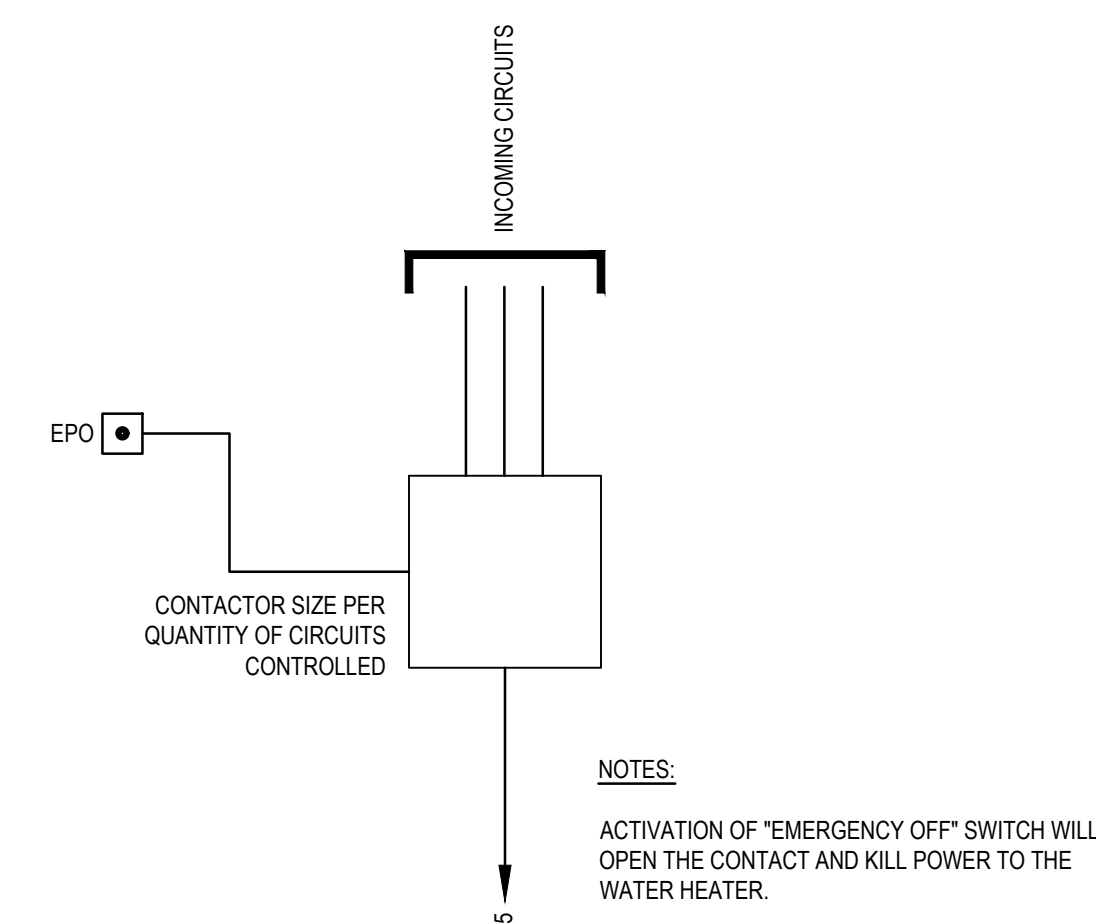 INCOMING CIRCUITS
EPO
CONTACTOR SIZE PER
QUANTITY OF CIRCUITS
CONTROLLED
NOTES:
ACTIVATION OF "EMERGENCY OFF" SWITCH WILL
OPEN THE CONTACT AND KILL POWER TO THE
WATER HEATER.